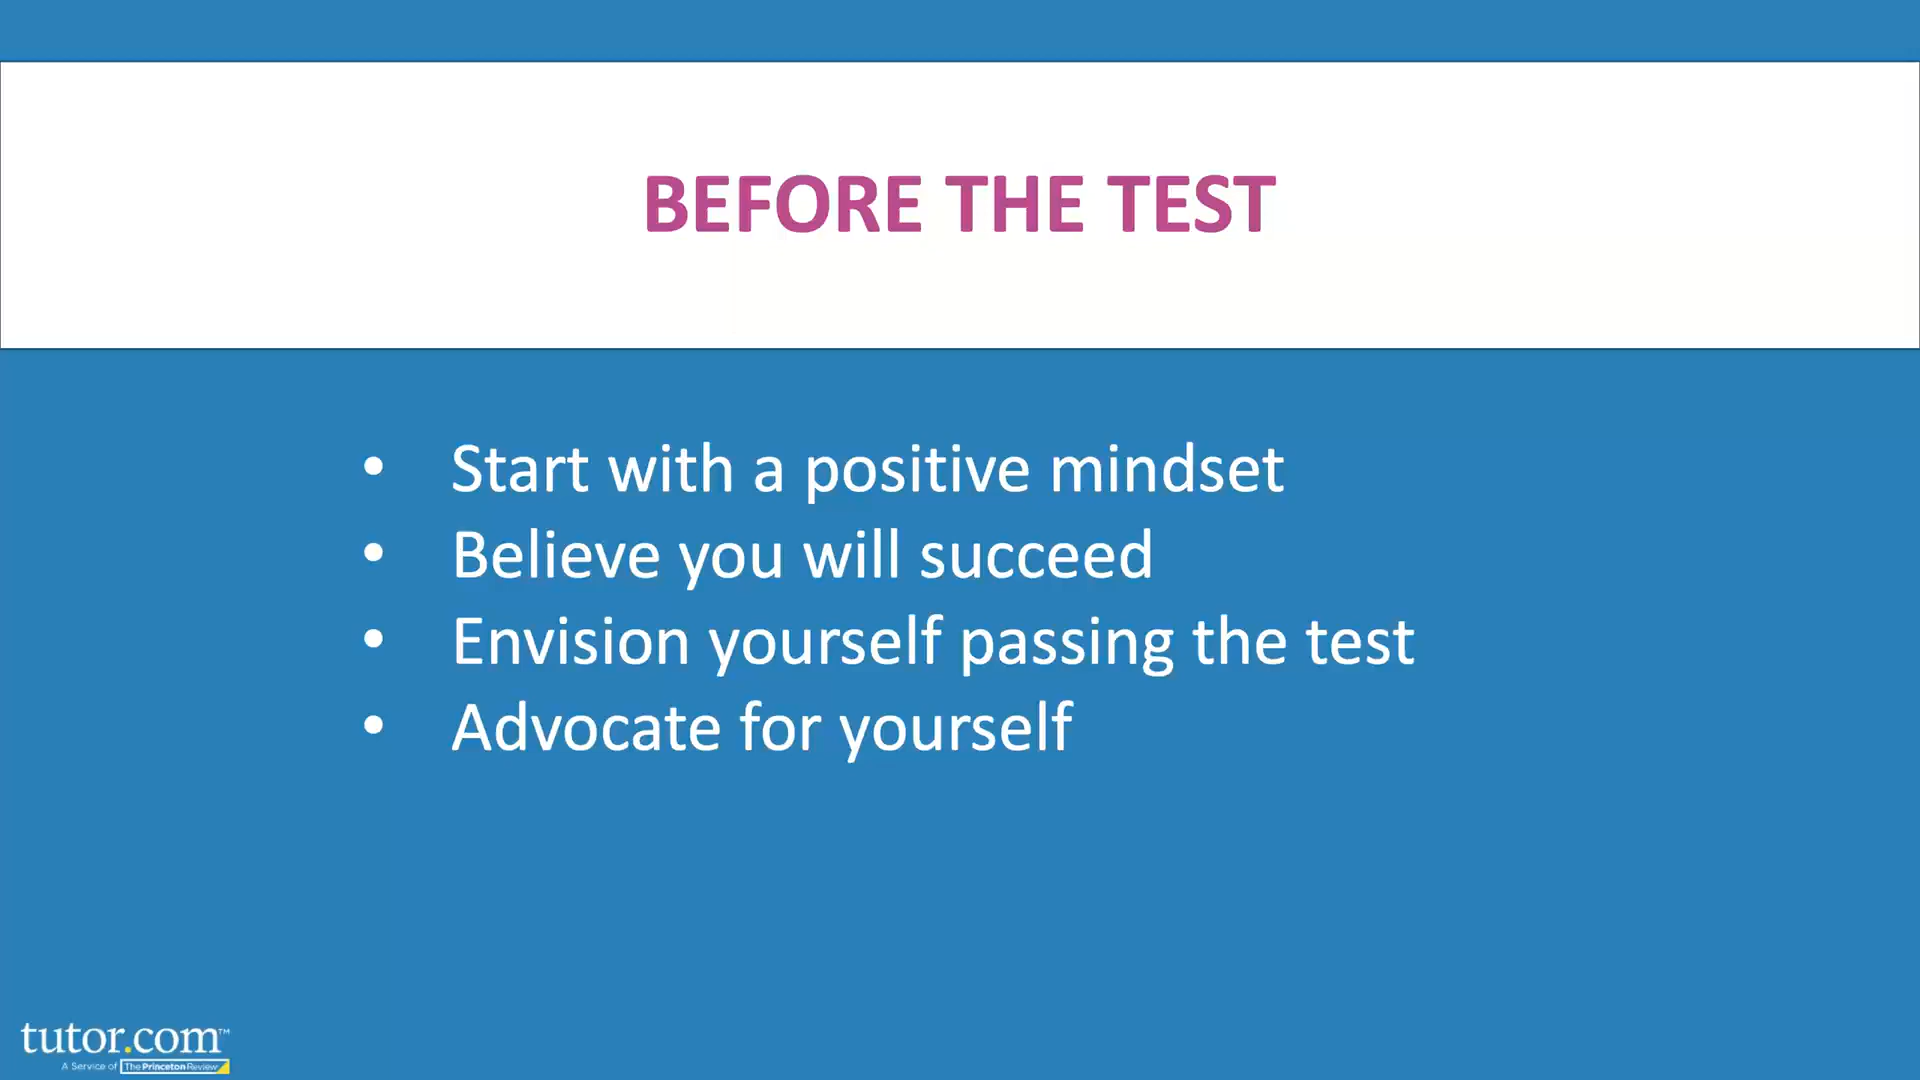 BEFORE THE TEST
• Start with a positive mindset
• Believe you will succeed
• Envision yourself passing the test
• Advocate for yourself
tutor.com™
A Service of The Princeton Review